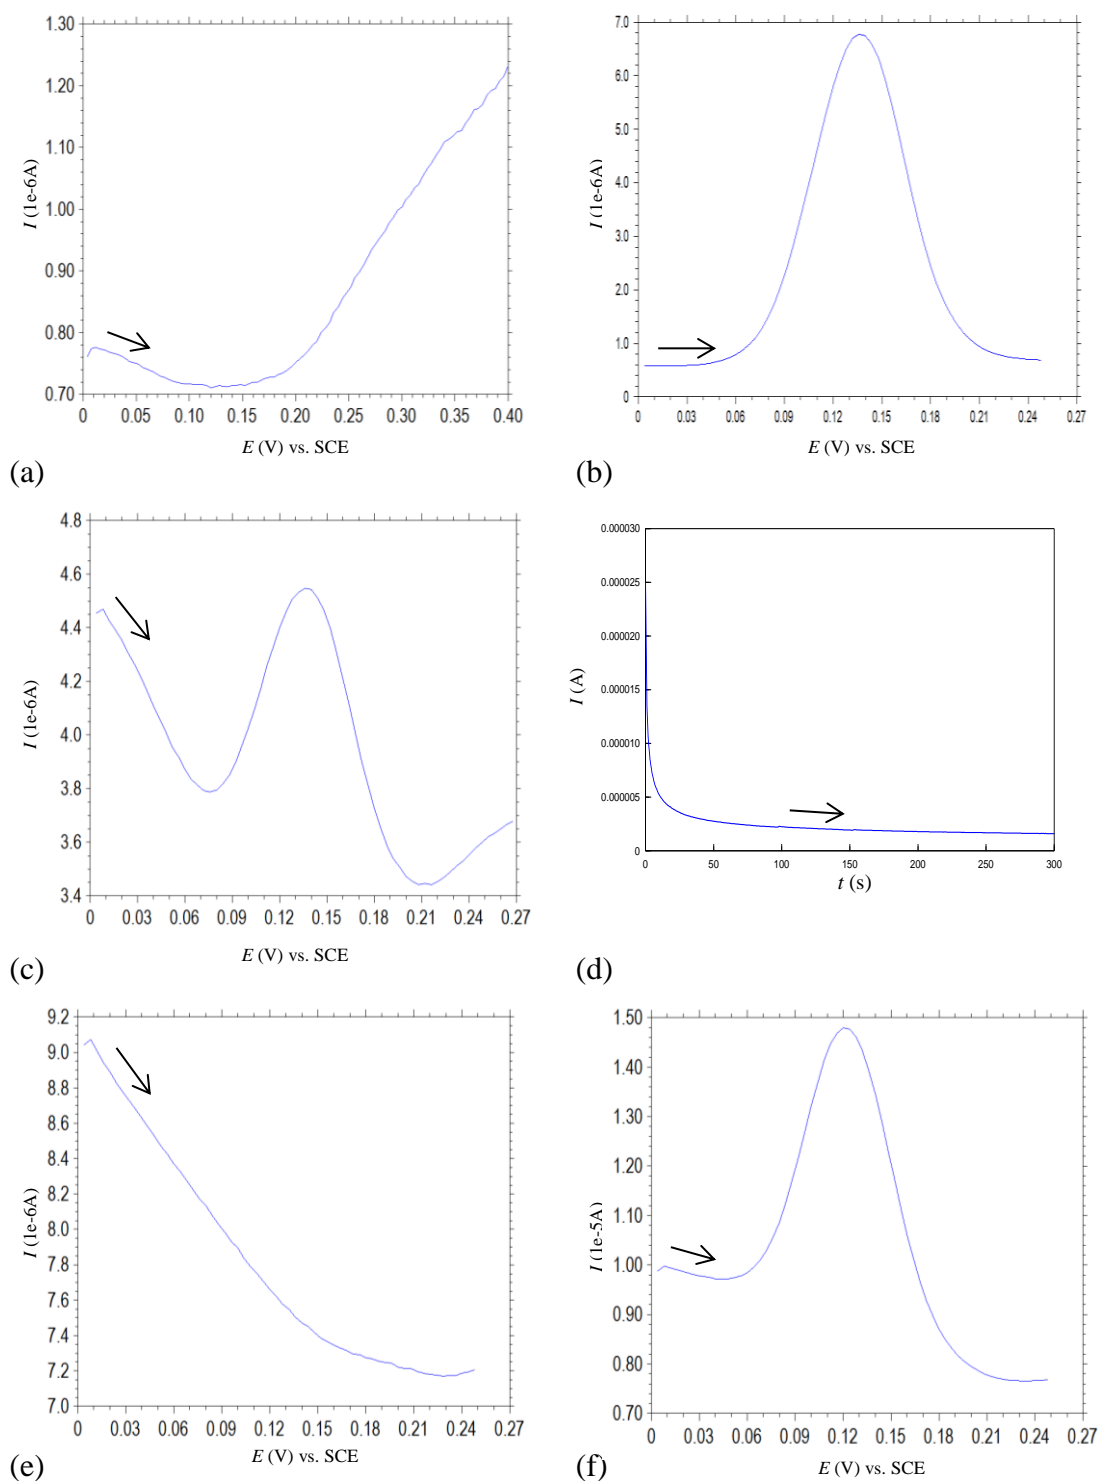 1.30
1.20
1.10
1.00
0.90
0.80
0.70
I (1e-6A)
0 0.05 0.10 0.15 0.20 0.25 0.30 0.35 0.40
E (V) vs. SCE
(a)
7.0
6.0
5.0
4.0
3.0
2.0
1.0
0
I (1e-6A)
0 0.03 0.06 0.09 0.12 0.15 0.18 0.21 0.24 0.27
E (V) vs. SCE
(b)
4.8
4.6
4.4
4.2
4.0
3.8
3.6
3.4
I (1e-6A)
0 0.03 0.06 0.09 0.12 0.15 0.18 0.21 0.24 0.27
E (V) vs. SCE
(c)
0.000030
0.000025
0.000020
0.000015
0.000010
0.000005
0
I (A)
0 50 100 150 200 250 300
t (s)
(d)
9.2
9.0
8.8
8.6
8.4
8.2
8.0
7.8
7.6
7.4
7.2
7.0
I (1e-6A)
0 0.03 0.06 0.09 0.12 0.15 0.18 0.21 0.24 0.27
E (V) vs. SCE
(e)
1.50
1.40
1.30
1.20
1.10
1.00
0.90
0.80
0.70
I (1e-5A)
0 0.03 0.06 0.09 0.12 0.15 0.18 0.21 0.24 0.27
E (V) vs. SCE
(f)